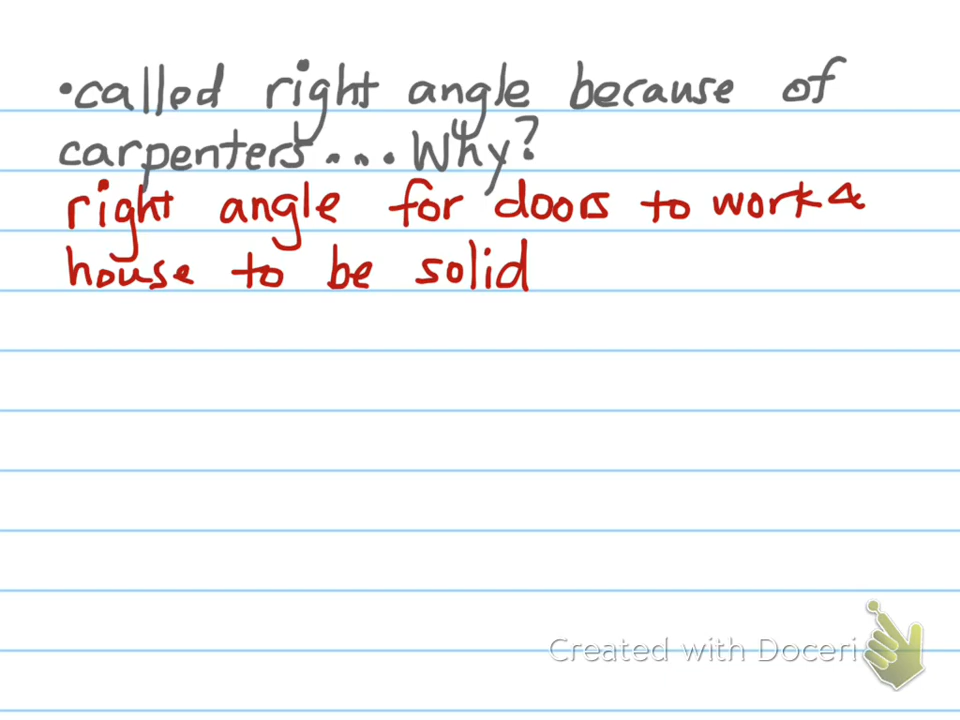 •called right angle because of
carpenters... Why?
right angle for doors to work &
house to be solid
Created with Doceri